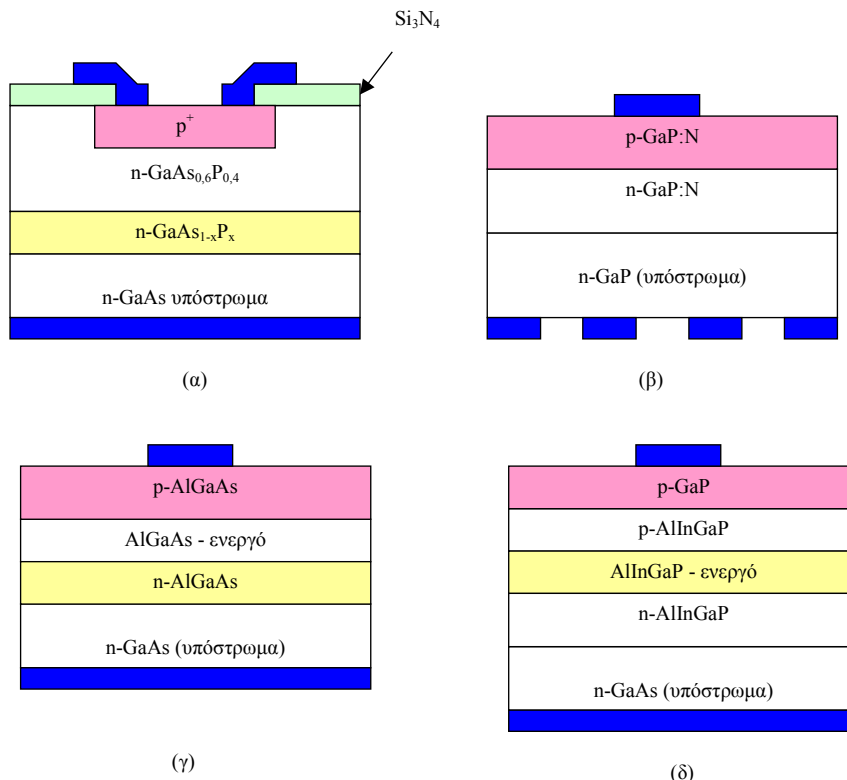 Si₃N₄
p⁺
n-GaAs₀,₆P₀,₄
n-GaAs₁₋ₓPₓ
n-GaAs υπόστρωμα
(α)
p-GaP:N
n-GaP:N
n-GaP (υπόστρωμα)
(β)
p-AlGaAs
AlGaAs - ενεργό
n-AlGaAs
n-GaAs (υπόστρωμα)
(γ)
p-GaP
p-AlInGaP
AlInGaP - ενεργό
n-AlInGaP
n-GaAs (υπόστρωμα)
(δ)